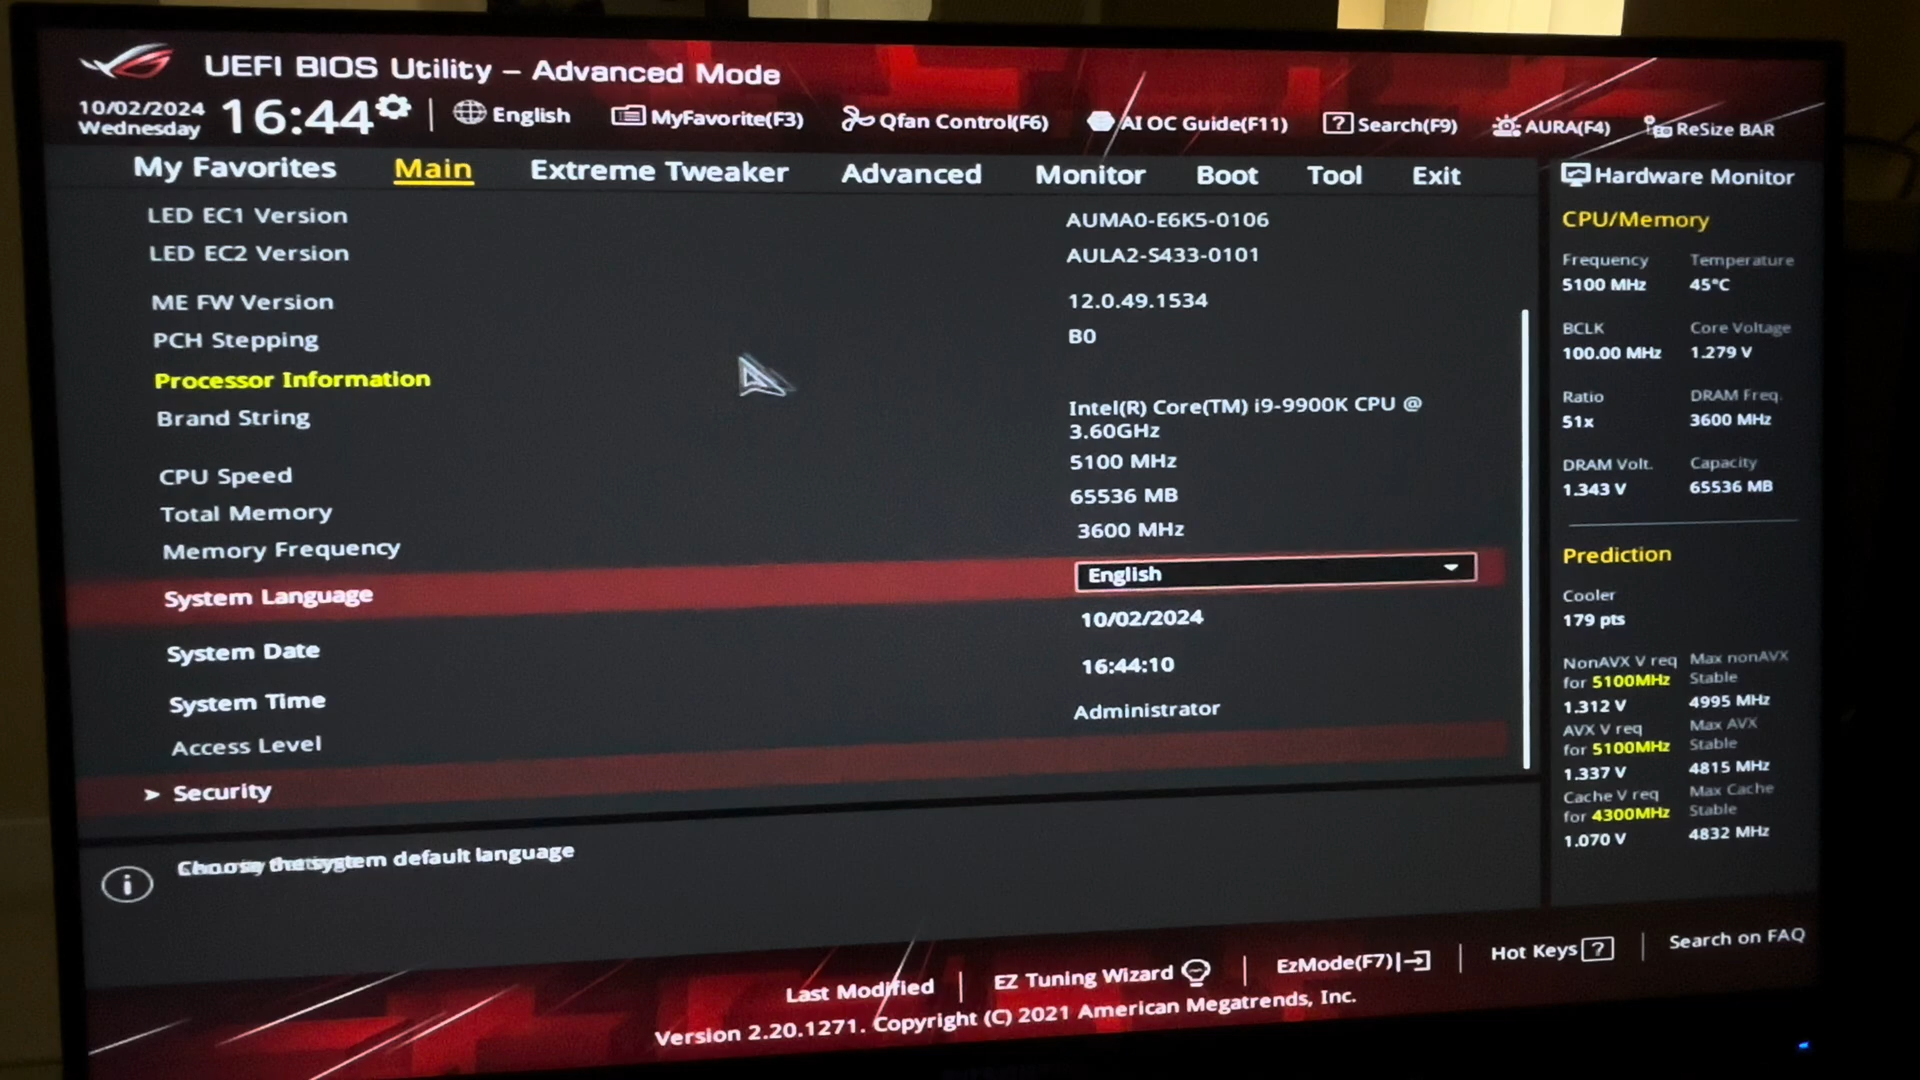 UEFI BIOS Utility – Advanced Mode
10/02/2024
Wednesday
16:44
English
MyFavorite(F3)
Qfan Control(F6)
AI OC Guide(F11)
? Search(F9)
AURA(F4)
ReSize BAR
My Favorites
Main
Extreme Tweaker
Advanced
Monitor
Boot
Tool
Exit
LED EC1 Version AUMA0-E6K5-0106
LED EC2 Version AULA2-S433-0101
ME FW Version 12.0.49.1534
PCH Stepping B0
Processor Information
Brand String Intel(R) Core(TM) i9-9900K CPU @
3.60GHz
CPU Speed 5100 MHz
Total Memory 65536 MB
Memory Frequency 3600 MHz
System Language English
System Date 10/02/2024
System Time 16:44:10
Access Level Administrator
Security
the system default language
Hardware Monitor
CPU/Memory
Frequency Temperature
5100 MHz 45°C
BCLK Core Voltage
100.00 MHz 1.279 V
Ratio DRAM Freq.
51x 3600 MHz
DRAM Volt. Capacity
1.343 V 65536 MB
Prediction
Cooler
179 pts
NonAVX V req Max nonAVX
for 5100MHz Stable
1.312 V 4995 MHz
AVX V req Max AVX
for 5100MHz Stable
1.337 V 4815 MHz
Cache V req Max Cache
for 4300MHz Stable
1.070 V 4832 MHz
Last Modified
EZ Tuning Wizard
EzMode(F7)
Hot Keys ?
Search on FAQ
Version 2.20.1271. Copyright (C) 2021 American Megatrends, Inc.